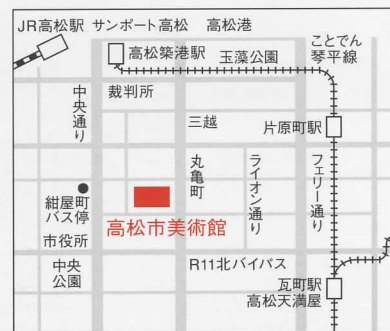 JR高松駅 サンポート高松 高松港
高松築港駅
玉藻公園
ことでん
琴平線
中央通り
裁判所
三越
片原町駅
丸亀町
ライオン通り
フェリー通り
紺屋町
バス停
高松市美術館
市役所
中央
公園
R11北バイパス
瓦町駅
高松天満屋